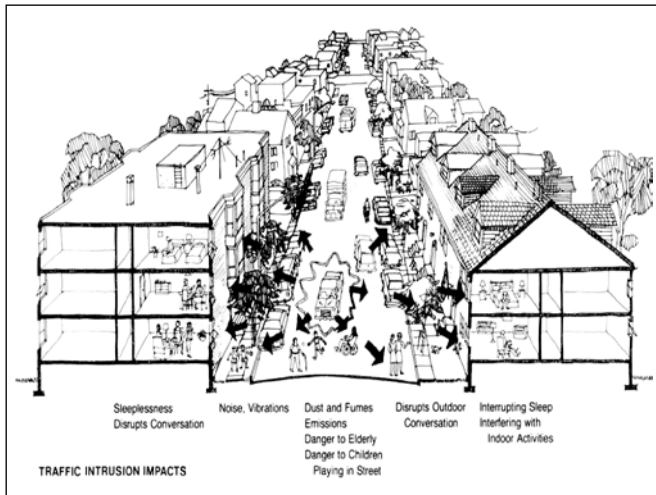 Sleeplessness
Disrupts Conversation
Noise, Vibrations
Dust and Fumes
Emissions
Danger to Elderly
Danger to Children
Playing in Street
Disrupts Outdoor
Conversation
Interrupting Sleep
Interfering with
Indoor Activities
TRAFFIC INTRUSION IMPACTS